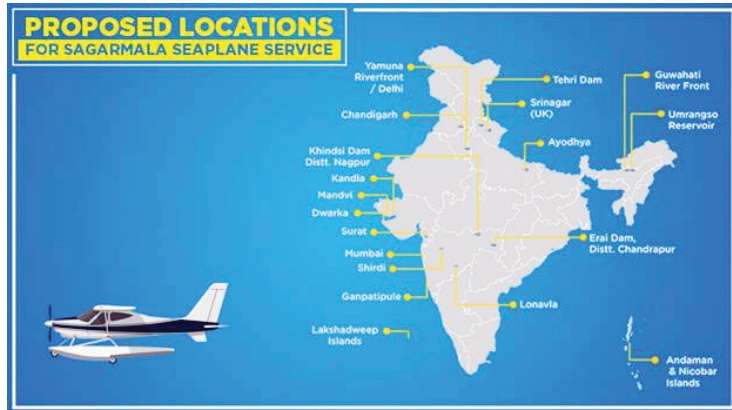 PROPOSED LOCATIONS
FOR SAGARMALA SEAPLANE SERVICE
Yamuna
Riverfront
/ Delhi
Tehri Dam
Guwahati
River Front
Srinagar
(UK)
Chandigarh
Umrangso
Reservoir
Ayodhya
Khindsi Dam
Distt. Nagpur
Kandla
Mandvi
Dwarka
Surat
Erai Dam,
Distt. Chandrapur
Mumbai
Shirdi
Ganpatipule
Lonavla
Lakshadweep
Islands
Andaman
& Nicobar
Islands